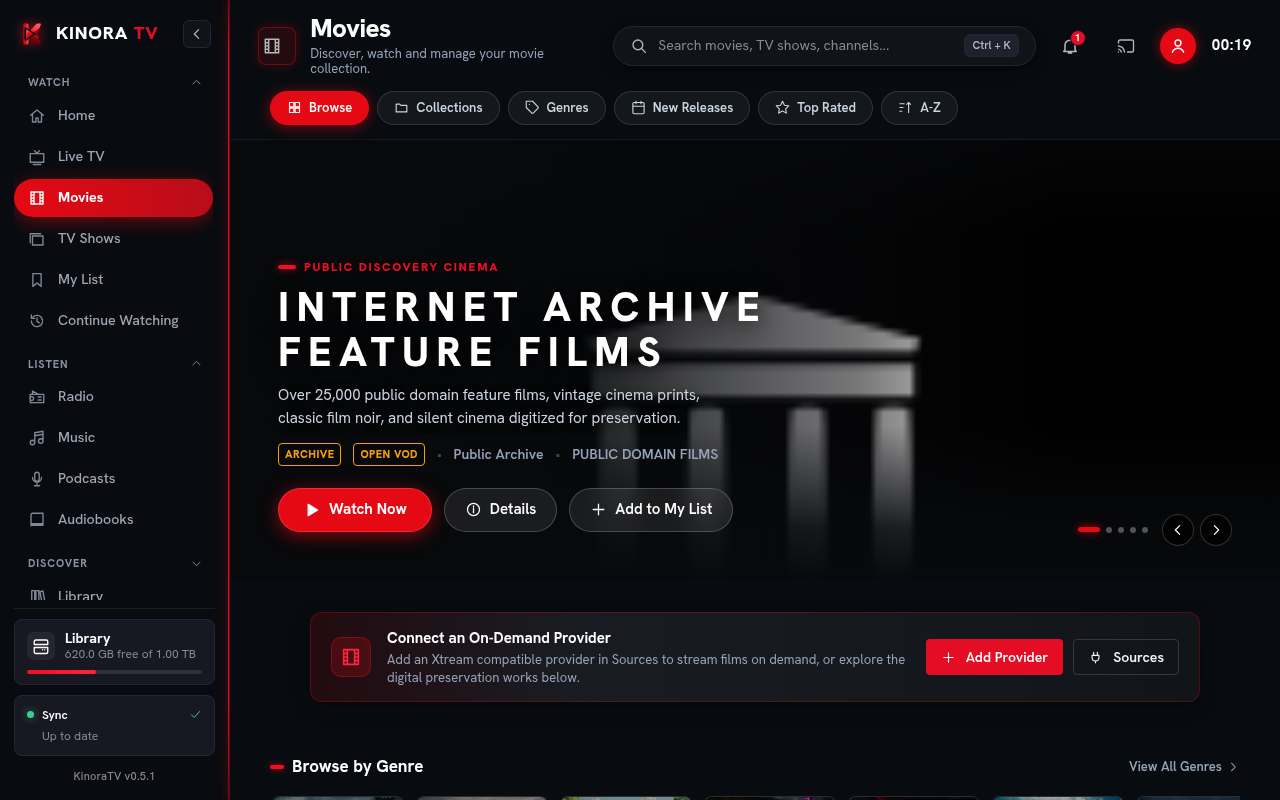 KINORA TV
WATCH
Home
Live TV
Movies
TV Shows
My List
Continue Watching
LISTEN
Radio
Music
Podcasts
Audiobooks
DISCOVER
Library
Library
620.0 GB free of 1.00 TB
Sync
Up to date
KinoraTV v0.5.1
Movies
Discover, watch and manage your movie
collection.
Search movies, TV shows, channels...
Ctrl + K
1
00:19
Browse
Collections
Genres
New Releases
Top Rated
A-Z
PUBLIC DISCOVERY CINEMA
INTERNET ARCHIVE
FEATURE FILMS
Over 25,000 public domain feature films, vintage cinema prints,
classic film noir, and silent cinema digitized for preservation.
ARCHIVE OPEN VOD • Public Archive • PUBLIC DOMAIN FILMS
Watch Now
Details
Add to My List
Connect an On-Demand Provider
Add an Xtream compatible provider in Sources to stream films on demand, or explore the
digital preservation works below.
Add Provider
Sources
Browse by Genre
View All Genres